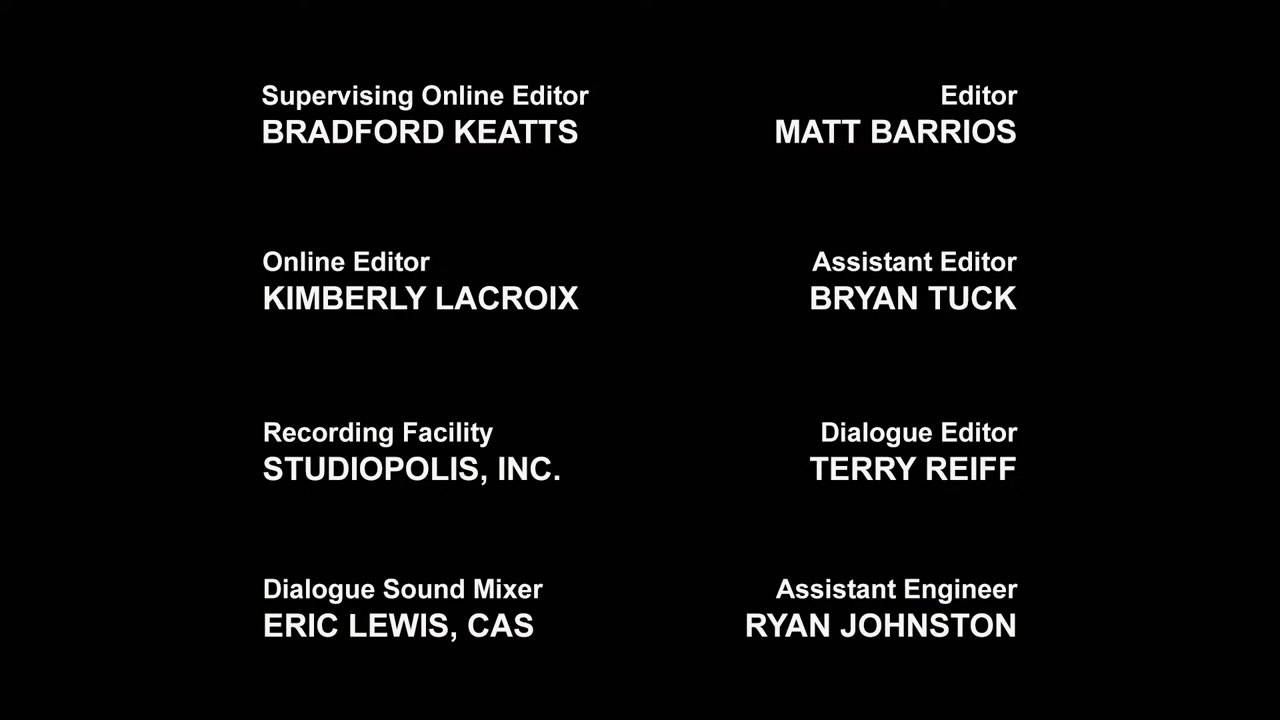 Supervising Online Editor
BRADFORD KEATTS
Editor
MATT BARRIOS
Online Editor
KIMBERLY LACROIX
Assistant Editor
BRYAN TUCK
Recording Facility
STUDIOPOLIS, INC.
Dialogue Editor
TERRY REIFF
Dialogue Sound Mixer
ERIC LEWIS, CAS
Assistant Engineer
RYAN JOHNSTON